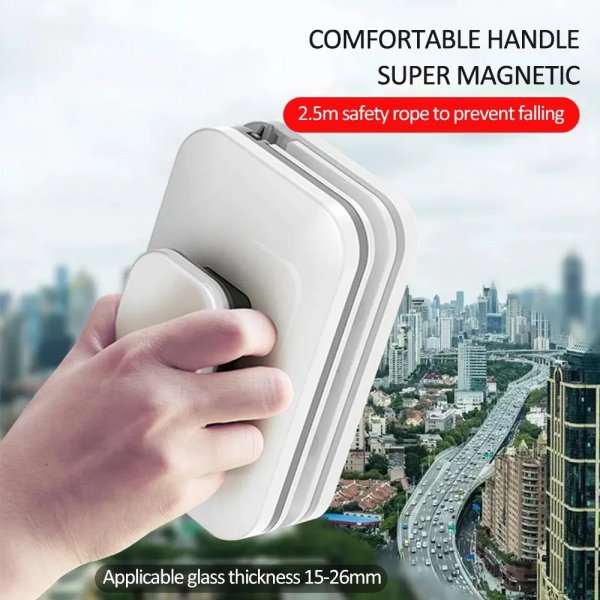 COMFORTABLE HANDLE
SUPER MAGNETIC
2.5m safety rope to prevent falling
Applicable glass thickness 15-26mm